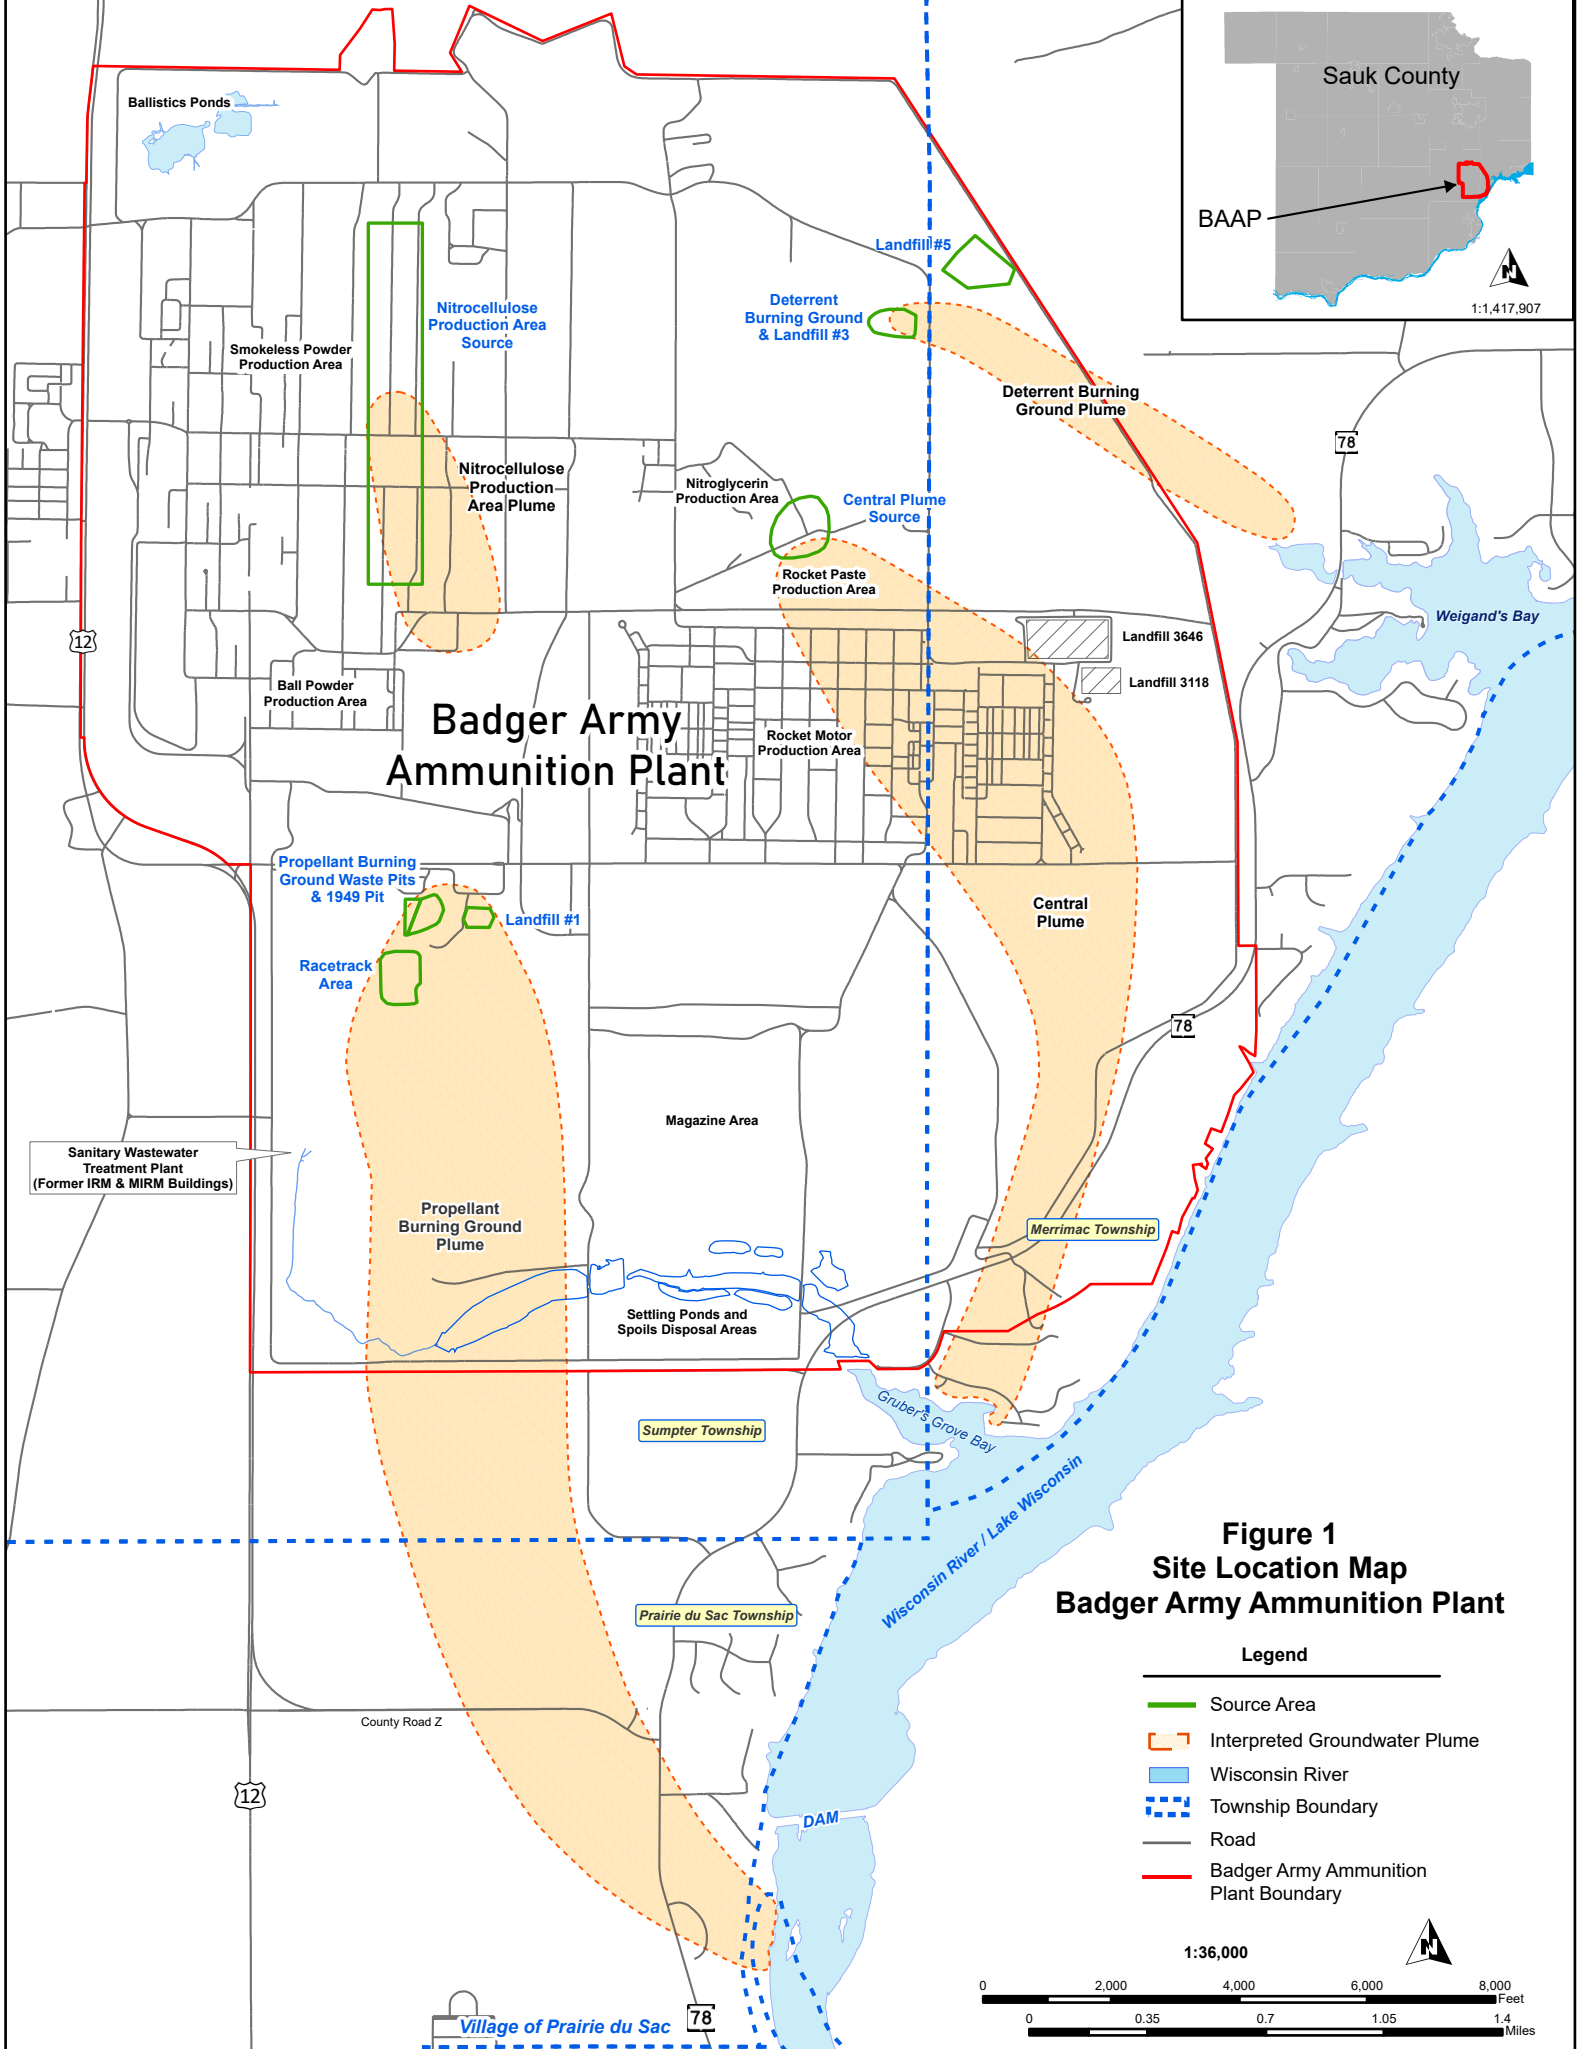 Sauk County
BAAP
N
1:1,417,907
Ballistics Ponds
Landfill #5
Nitrocellulose
Production Area
Source
Deterrent
Burning Ground
& Landfill #3
Smokeless Powder
Production Area
Deterrent Burning
Ground Plume
78
Nitrocellulose
Production
Area Plume
Nitroglycerin
Production Area
Central Plume
Source
Rocket Paste
Production Area
Weigand's Bay
12
Landfill 3646
Landfill 3118
Ball Powder
Production Area
Badger Army
Ammunition Plant
Rocket Motor
Production Area
Propellant Burning
Ground Waste Pits
& 1949 Pit
Landfill #1
Central
Plume
Racetrack
Area
78
Magazine Area
Sanitary Wastewater
Treatment Plant
(Former IRM & MIRM Buildings)
Propellant
Burning Ground
Plume
Merrimac Township
Settling Ponds and
Spoils Disposal Areas
Gruber's Grove Bay
Sumpter Township
Wisconsin River / Lake Wisconsin
Prairie du Sac Township
County Road Z
12
DAM
78
Village of Prairie du Sac
Figure 1
Site Location Map
Badger Army Ammunition Plant
Legend
Source Area
Interpreted Groundwater Plume
Wisconsin River
Township Boundary
Road
Badger Army Ammunition
Plant Boundary
1:36,000
N
0 2,000 4,000 6,000 8,000
Feet
0 0.35 0.7 1.05 1.4
Miles